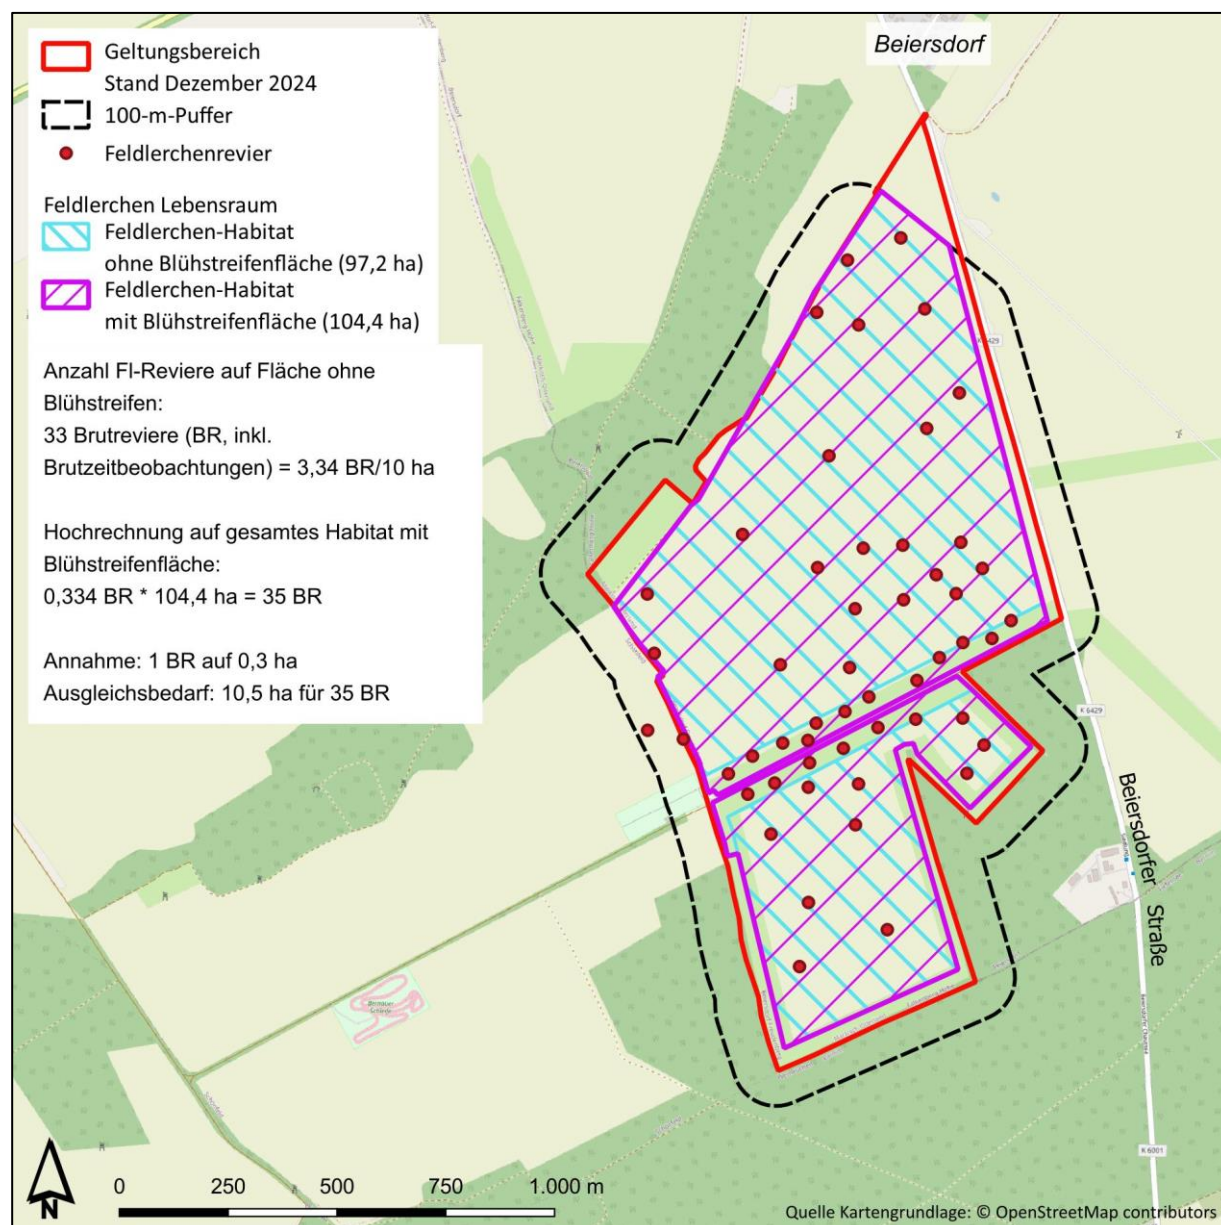 Geltungsbereich
Stand Dezember 2024
100-m-Puffer
Feldlerchenrevier
Feldlerchen Lebensraum
Feldlerchen-Habitat
ohne Blühstreifenfläche (97,2 ha)
Feldlerchen-Habitat
mit Blühstreifenfläche (104,4 ha)
Anzahl Fl-Reviere auf Fläche ohne
Blühstreifen:
33 Brutreviere (BR, inkl.
Brutzeitbeobachtungen) = 3,34 BR/10 ha
Hochrechnung auf gesamtes Habitat mit
Blühstreifenfläche:
0,334 BR * 104,4 ha = 35 BR
Annahme: 1 BR auf 0,3 ha
Ausgleichsbedarf: 10,5 ha für 35 BR
Beiersdorf
K 6429
Beiersdorfer
Straße
K 6001
N
0 250 500 750 1.000 m
Quelle Kartengrundlage: © OpenStreetMap contributors